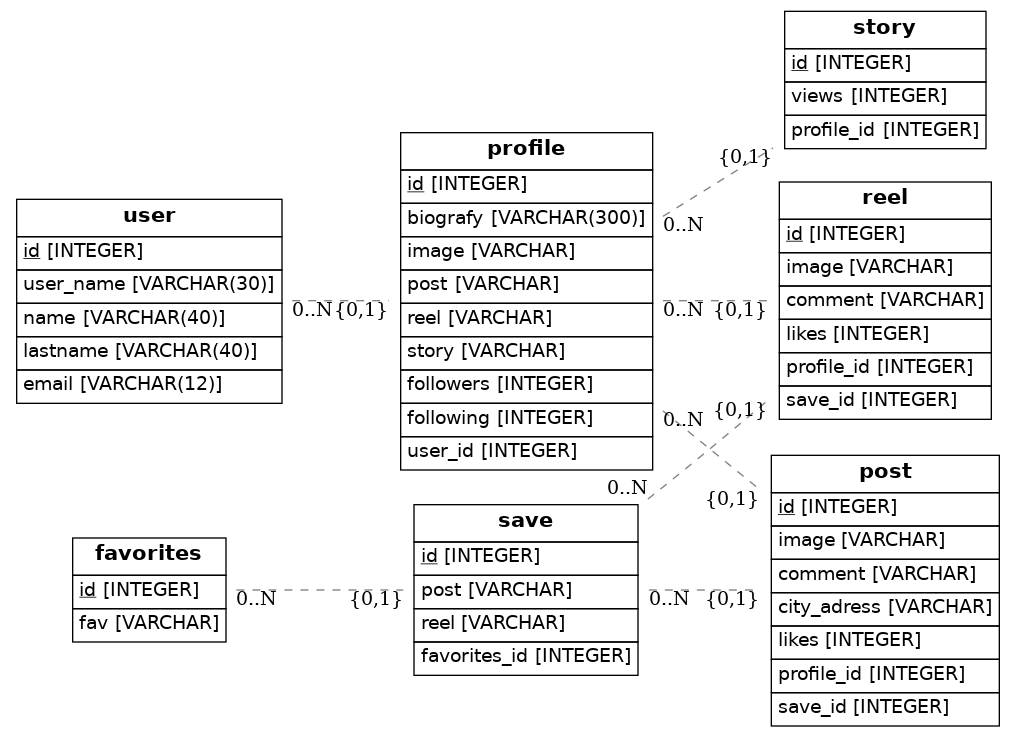 story
id [INTEGER]
views [INTEGER]
profile_id [INTEGER]
profile
id [INTEGER]
biografy [VARCHAR(300)]
image [VARCHAR]
post [VARCHAR]
reel [VARCHAR]
story [VARCHAR]
followers [INTEGER]
following [INTEGER]
user_id [INTEGER]
{0,1}
0..N
reel
id [INTEGER]
image [VARCHAR]
comment [VARCHAR]
likes [INTEGER]
profile_id [INTEGER]
save_id [INTEGER]
user
id [INTEGER]
user_name [VARCHAR(30)]
name [VARCHAR(40)]
lastname [VARCHAR(40)]
email [VARCHAR(12)]
0..N {0,1}
0..N {0,1}
0..N {0,1}
0..N {0,1}
post
id [INTEGER]
image [VARCHAR]
comment [VARCHAR]
city_adress [VARCHAR]
likes [INTEGER]
profile_id [INTEGER]
save_id [INTEGER]
save
id [INTEGER]
post [VARCHAR]
reel [VARCHAR]
favorites_id [INTEGER]
favorites
id [INTEGER]
fav [VARCHAR]
0..N {0,1}
0..N {0,1}